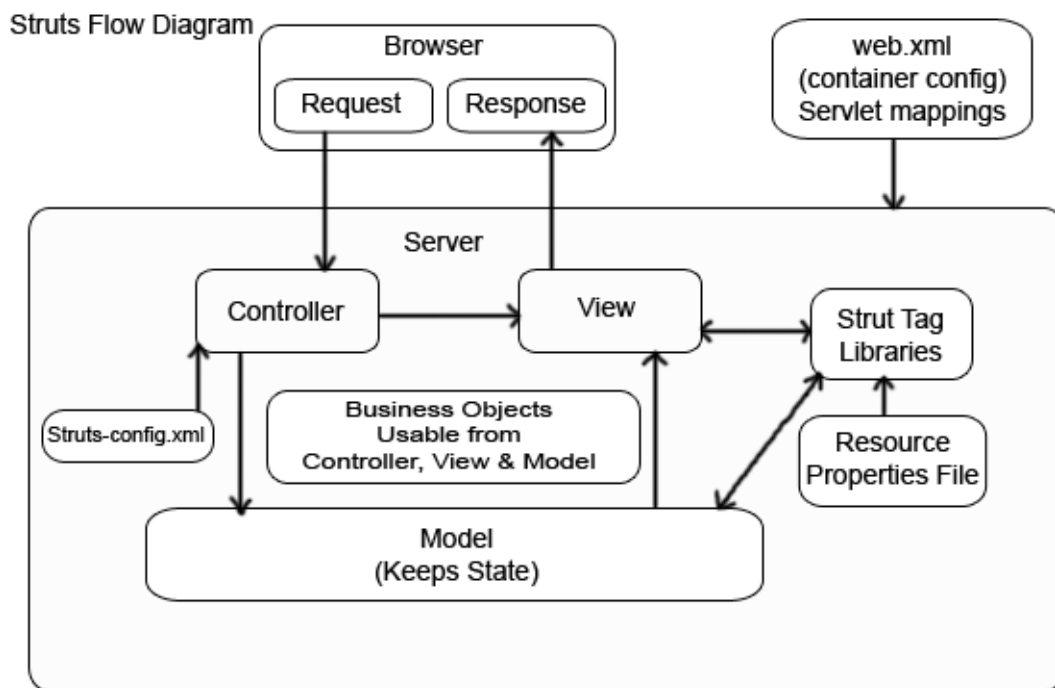 Struts Flow Diagram
Browser
Request
Response
web.xml
(container config)
Servlet mappings
Server
Controller
View
Strut Tag
Libraries
Struts-config.xml
Business Objects
Usable from
Controller, View & Model
Resource
Properties File
Model
(Keeps State)